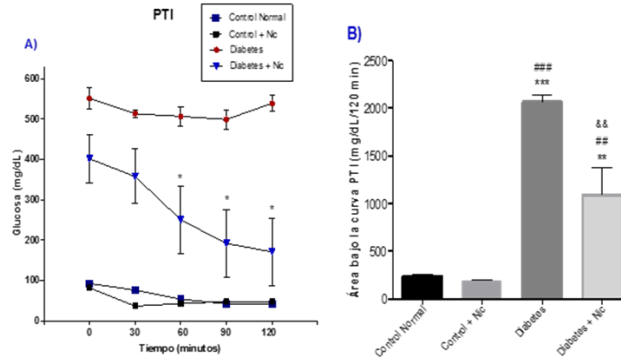 PTI
Control Normal
Control + Nc
Diabetes
Diabetes + Nc
A)
Glucosa (mg/dL)
600
500
400
300
200
100
0
* * *
0 30 60 90 120
Tiempo (minutos)
B)
Área bajo la curva PTI (mg/dL/120 min)
2500
2000
1500
1000
500
0
###
***
&&
##
**
Control Normal
Control + Nc
Diabetes
Diabetes + Nc